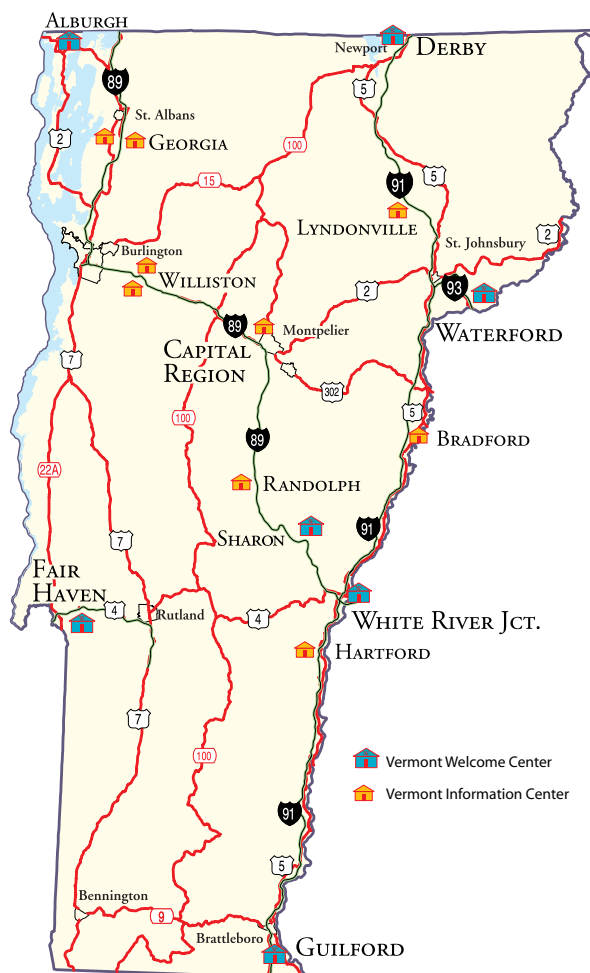 ALBURGH
Newport
DERBY
89
5
St. Albans
2
GEORGIA
100
15
91
5
LYNDONVILLE
2
St. Johnsbury
Burlington
WILLISTON
2
93
89
Montpelier
WATERFORD
CAPITAL
REGION
7
302
5
100
89
BRADFORD
22A
RANDOLPH
91
SHARON
7
FAIR
HAVEN
4
Rutland
4
WHITE RIVER JCT.
HARTFORD
7
100
Vermont Welcome Center
Vermont Information Center
91
5
Bennington
9
Brattleboro
GUILFORD